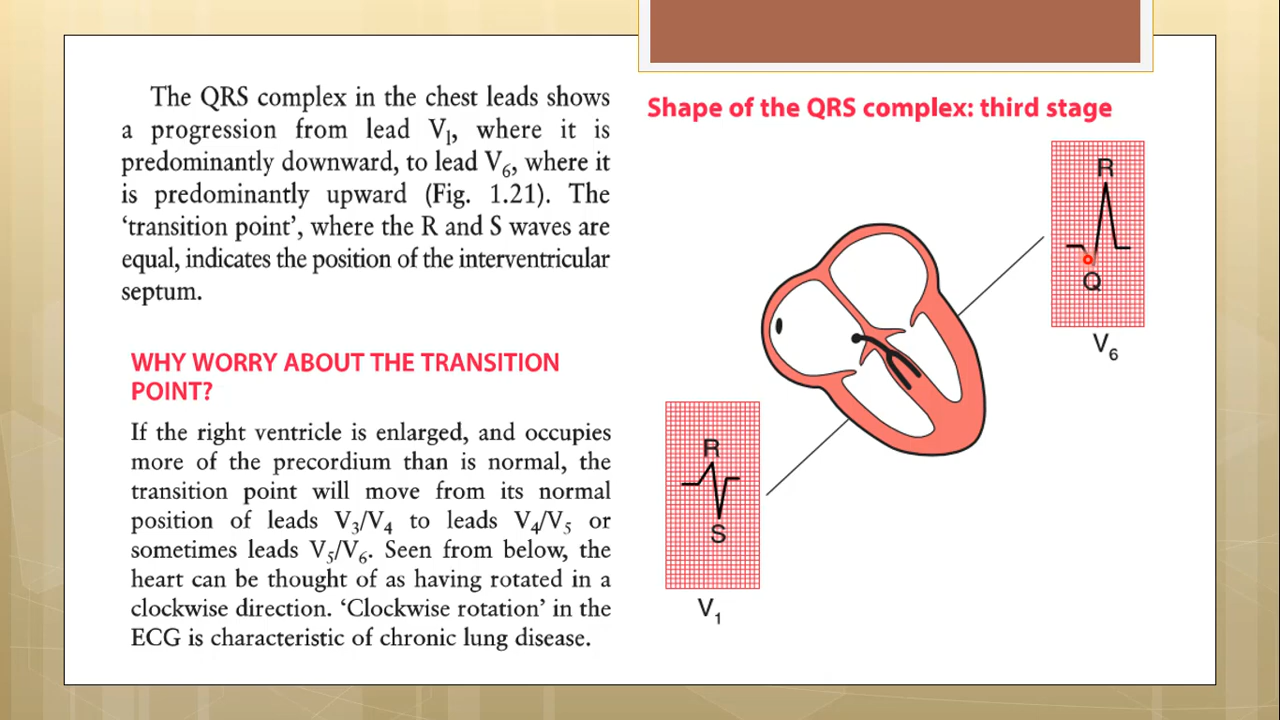 The QRS complex in the chest leads shows
a progression from lead V₁, where it is
predominantly downward, to lead V₆, where it
is predominantly upward (Fig. 1.21). The
‘transition point’, where the R and S waves are
equal, indicates the position of the interventricular
septum.
WHY WORRY ABOUT THE TRANSITION
POINT?
If the right ventricle is enlarged, and occupies
more of the precordium than is normal, the
transition point will move from its normal
position of leads V₃/V₄ to leads V₄/V₅ or
sometimes leads V₅/V₆. Seen from below, the
heart can be thought of as having rotated in a
clockwise direction. ‘Clockwise rotation’ in the
ECG is characteristic of chronic lung disease.
Shape of the QRS complex: third stage
R
Q
V₆
R
S
V₁